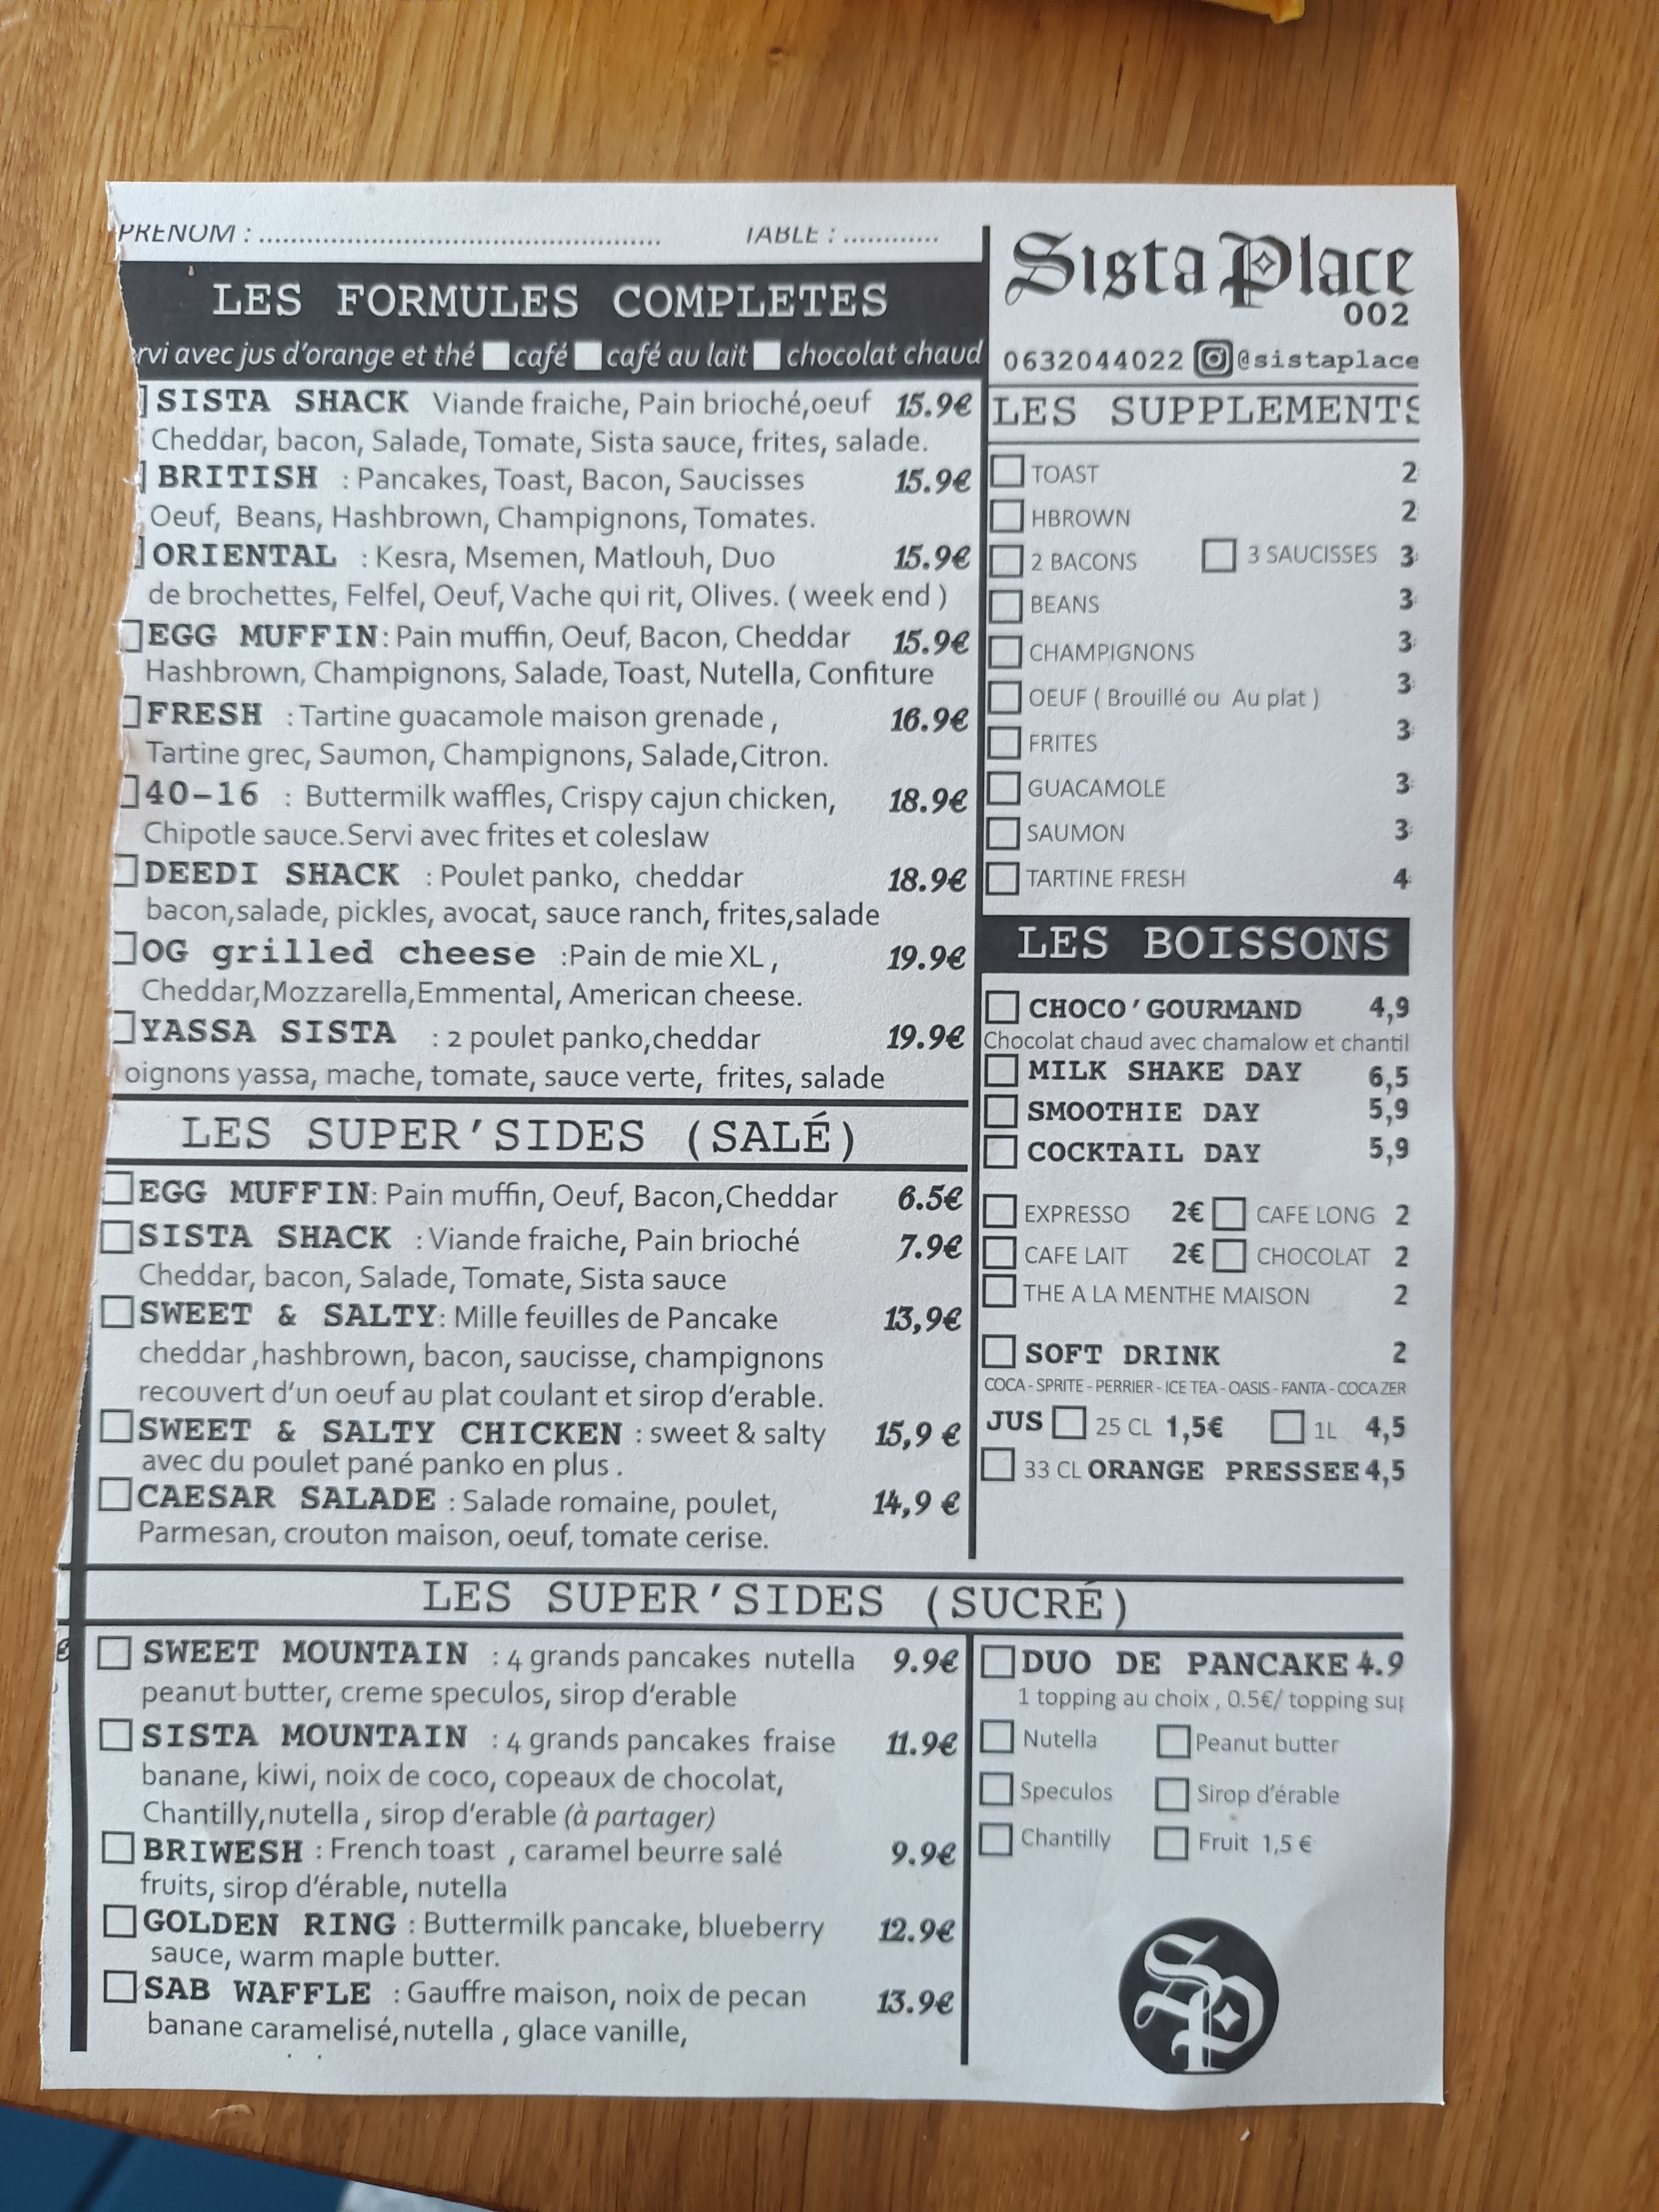 PRENOM : ..................................................
TABLE : ............
LES FORMULES COMPLETES
rvi avec jus d'orange et thé café café au lait chocolat chaud
SISTA SHACK Viande fraiche, Pain brioché,oeuf 15.9€
Cheddar, bacon, Salade, Tomate, Sista sauce, frites, salade.
BRITISH : Pancakes, Toast, Bacon, Saucisses 15.9€
Oeuf, Beans, Hashbrown, Champignons, Tomates.
ORIENTAL : Kesra, Msemen, Matlouh, Duo 15.9€
de brochettes, Felfel, Oeuf, Vache qui rit, Olives. ( week end )
EGG MUFFIN: Pain muffin, Oeuf, Bacon, Cheddar 15.9€
Hashbrown, Champignons, Salade, Toast, Nutella, Confiture
FRESH : Tartine guacamole maison grenade , 16.9€
Tartine grec, Saumon, Champignons, Salade,Citron.
40-16 : Buttermilk waffles, Crispy cajun chicken, 18.9€
Chipotle sauce.Servi avec frites et coleslaw
DEEDI SHACK : Poulet panko, cheddar 18.9€
bacon,salade, pickles, avocat, sauce ranch, frites,salade
OG grilled cheese :Pain de mie XL , 19.9€
Cheddar,Mozzarella,Emmental, American cheese.
YASSA SISTA : 2 poulet panko,cheddar 19.9€
oignons yassa, mache, tomate, sauce verte, frites, salade
LES SUPER'SIDES (SALÉ)
EGG MUFFIN: Pain muffin, Oeuf, Bacon,Cheddar 6.5€
SISTA SHACK : Viande fraiche, Pain brioché 7.9€
Cheddar, bacon, Salade, Tomate, Sista sauce
SWEET & SALTY: Mille feuilles de Pancake 13,9€
cheddar ,hashbrown, bacon, saucisse, champignons
recouvert d'un oeuf au plat coulant et sirop d'erable.
SWEET & SALTY CHICKEN : sweet & salty 15,9 €
avec du poulet pané panko en plus .
CAESAR SALADE : Salade romaine, poulet, 14,9 €
Parmesan, crouton maison, oeuf, tomate cerise.
Sista Place
002
0632044022 @sistaplace
LES SUPPLEMENTS
TOAST 2
HBROWN 2
2 BACONS 3 SAUCISSES 3
BEANS 3
CHAMPIGNONS 3
OEUF ( Brouillé ou Au plat ) 3
FRITES 3
GUACAMOLE 3
SAUMON 3
TARTINE FRESH 4
LES BOISSONS
CHOCO'GOURMAND 4,9
Chocolat chaud avec chamalow et chantil
MILK SHAKE DAY 6,5
SMOOTHIE DAY 5,9
COCKTAIL DAY 5,9
EXPRESSO 2€ CAFE LONG 2
CAFE LAIT 2€ CHOCOLAT 2
THE A LA MENTHE MAISON 2
SOFT DRINK 2
COCA - SPRITE - PERRIER - ICE TEA - OASIS - FANTA - COCA ZER
JUS 25 CL 1,5€ 1L 4,5
33 CL ORANGE PRESSEE 4,5
LES SUPER'SIDES (SUCRÉ)
SWEET MOUNTAIN : 4 grands pancakes nutella 9.9€
peanut butter, creme speculos, sirop d'erable
SISTA MOUNTAIN : 4 grands pancakes fraise 11.9€
banane, kiwi, noix de coco, copeaux de chocolat,
Chantilly,nutella , sirop d'erable (à partager)
BRIWESH : French toast , caramel beurre salé 9.9€
fruits, sirop d'érable, nutella
GOLDEN RING : Buttermilk pancake, blueberry 12.9€
sauce, warm maple butter.
SAB WAFFLE : Gauffre maison, noix de pecan 13.9€
banane caramelisé,nutella , glace vanille,
DUO DE PANCAKE 4.9
1 topping au choix , 0.5€/ topping sup
Nutella Peanut butter
Speculos Sirop d'érable
Chantilly Fruit 1,5 €
SP